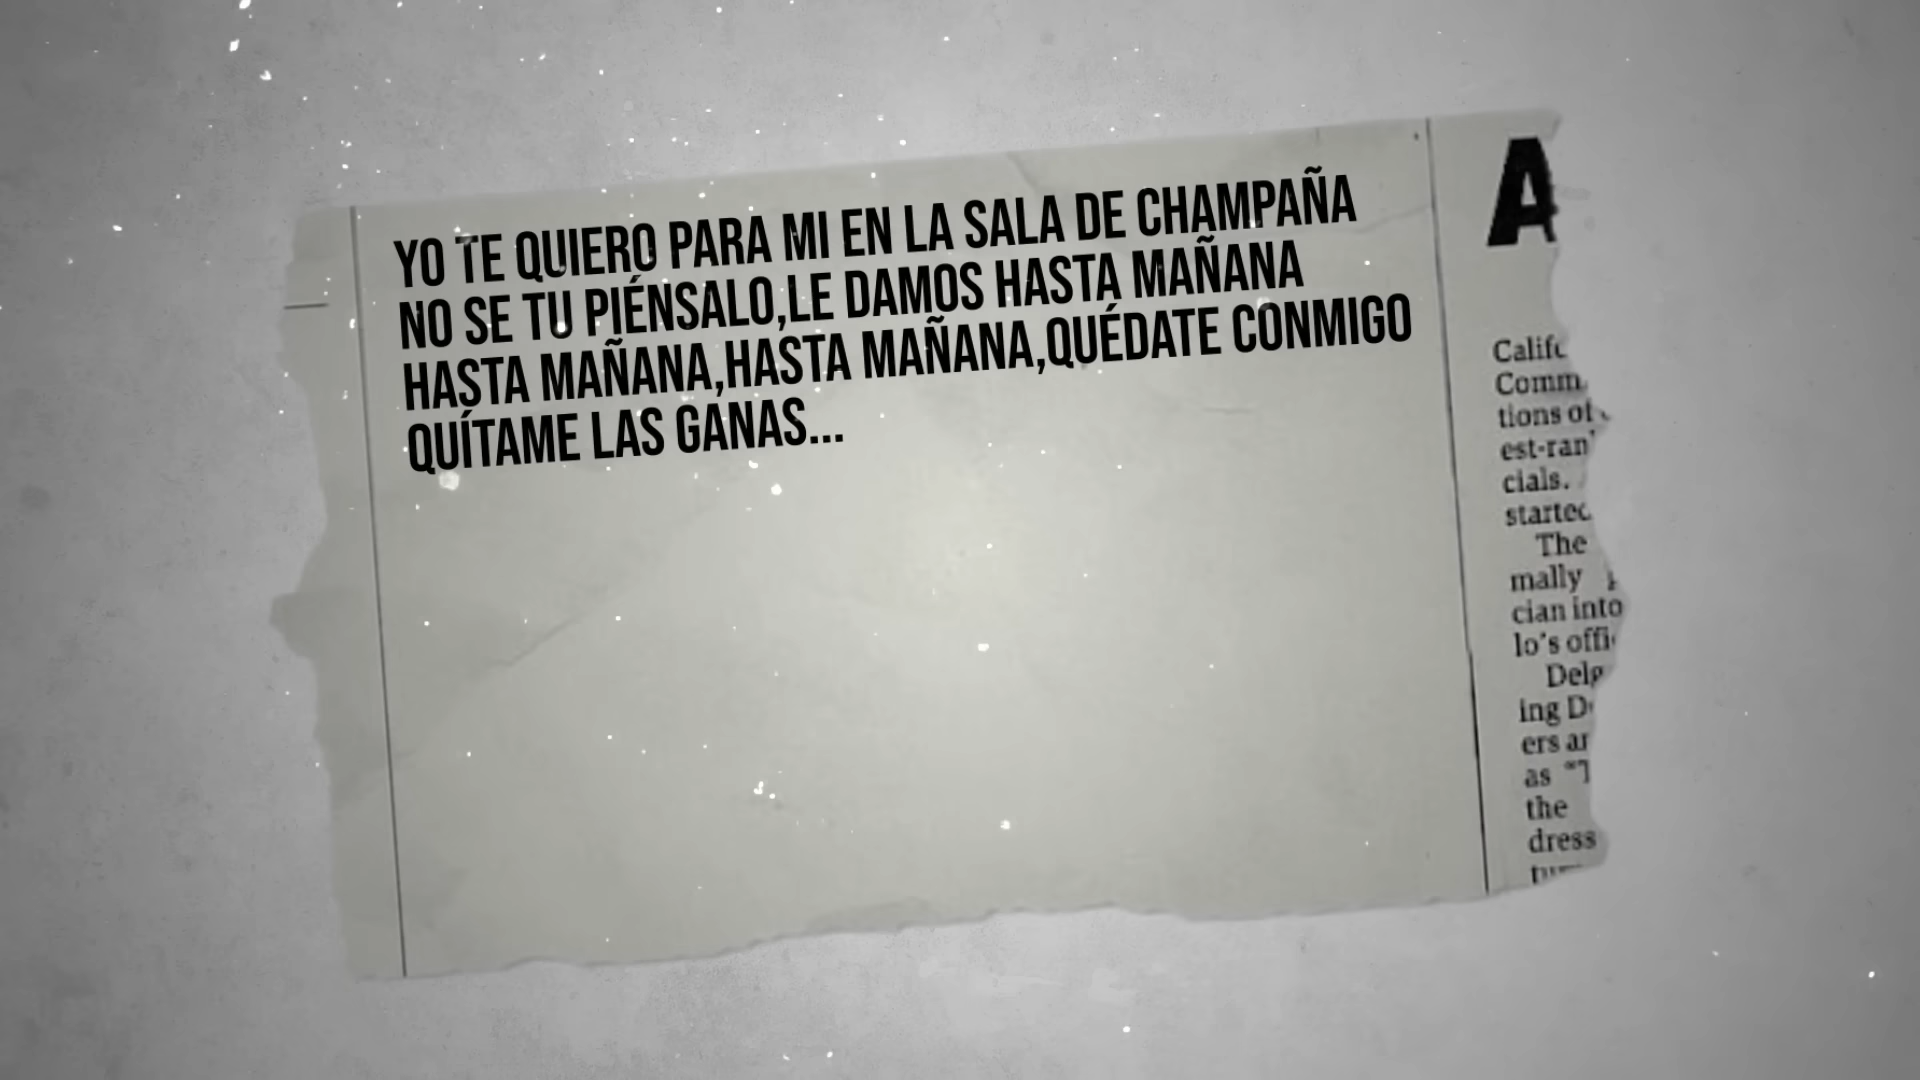 YO TE QUIERO PARA MI EN LA SALA DE CHAMPAÑA
NO SE TU PIÉNSALO,LE DAMOS HASTA MAÑANA
HASTA MAÑANA,HASTA MAÑANA,QUÉDATE CONMIGO
QUÍTAME LAS GANAS...
A
Comm
tions of
est-ran
cials.
The
mally
cian into
lo's offi
Delg
ing D
ers ar
as
the
dress